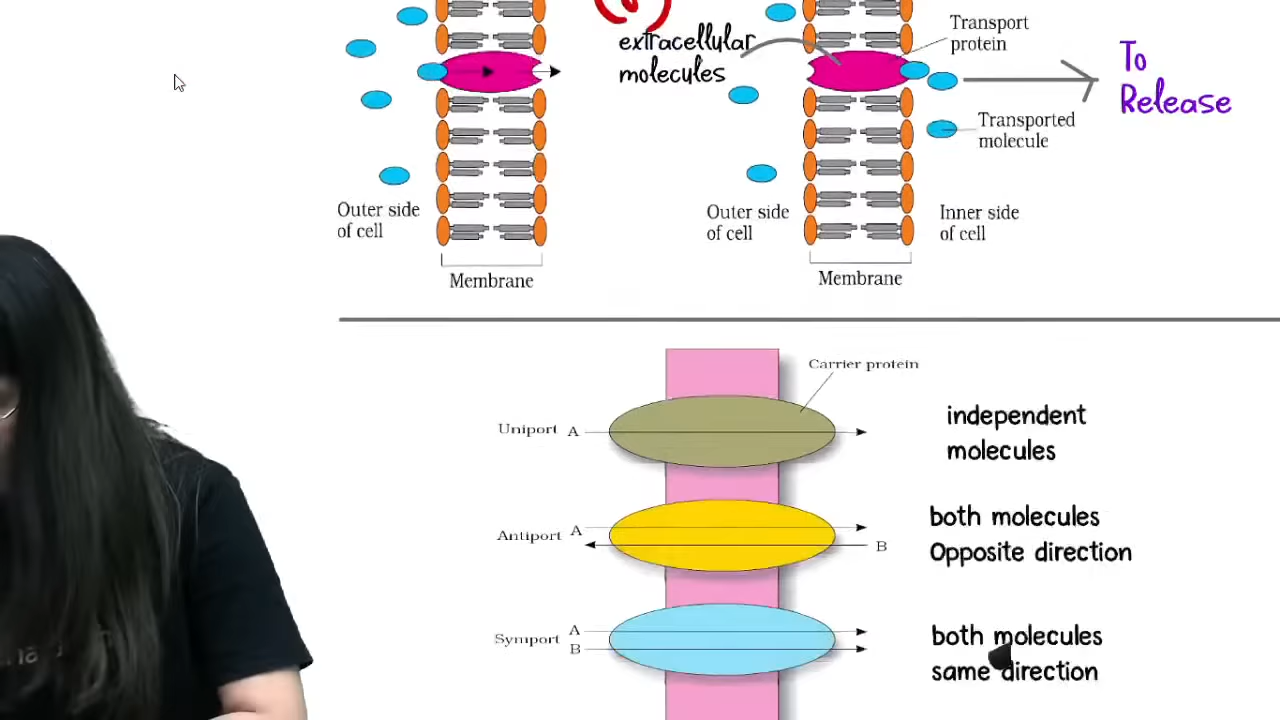 extracellular
molecules
Transport
protein
To
Release
Transported
molecule
Outer side
of cell
Outer side
of cell
Inner side
of cell
Membrane
Membrane
Carrier protein
Uniport A
independent
molecules
Antiport A
B
both molecules
Opposite direction
Symport A
B
both molecules
same direction